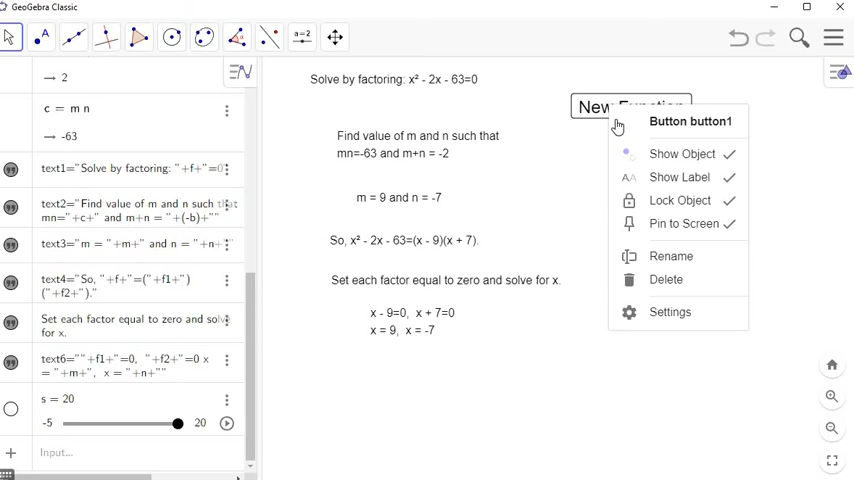 GeoGebra Classic
A
a=2
→ 2
c = m n
→ -63
text1="Solve by factoring: "+f+"=0"
text2="Find value of m and n such that
mn="+c+" and m+n = "+(-b)+""
text3="m = "+m+" and n = "+n+""
text4="So, "+f+"=("+f1+")
("+f2+")."
Set each factor equal to zero and solve
for x.
text6=""+f1+"=0, "+f2+"=0 x
= "+m+", x = "+n+""
s = 20
-5
20
Input...
Solve by factoring: x² - 2x - 63=0
New Function
Find value of m and n such that
mn=-63 and m+n = -2
m = 9 and n = -7
So, x² - 2x - 63=(x - 9)(x + 7).
Set each factor equal to zero and solve for x.
x - 9=0, x + 7=0
x = 9, x = -7
Button button1
Show Object
AA Show Label
Lock Object
Pin to Screen
Rename
Delete
Settings